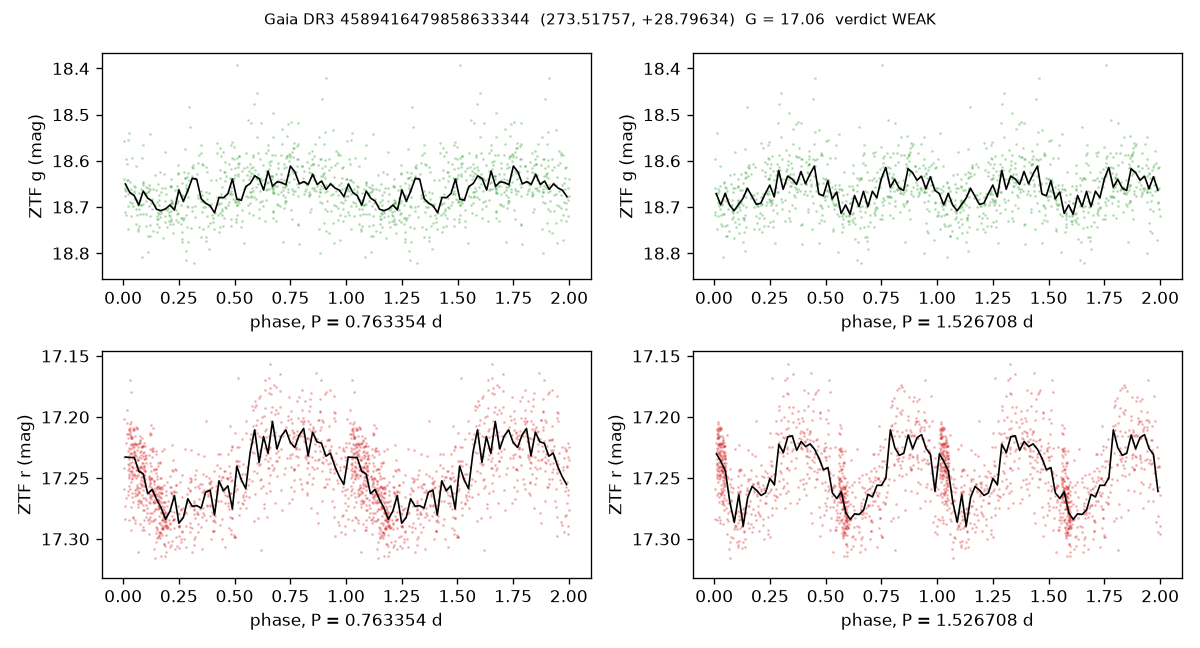 Gaia DR3 4589416479858633344  (273.51757, +28.79634)  G = 17.06  verdict WEAK
ZTF g (mag)
18.4
18.5
18.6
18.7
18.8
0.00 0.25 0.50 0.75 1.00 1.25 1.50 1.75 2.00
phase, P = 0.763354 d
ZTF g (mag)
18.4
18.5
18.6
18.7
18.8
0.00 0.25 0.50 0.75 1.00 1.25 1.50 1.75 2.00
phase, P = 1.526708 d
ZTF r (mag)
17.15
17.20
17.25
17.30
0.00 0.25 0.50 0.75 1.00 1.25 1.50 1.75 2.00
phase, P = 0.763354 d
ZTF r (mag)
17.15
17.20
17.25
17.30
0.00 0.25 0.50 0.75 1.00 1.25 1.50 1.75 2.00
phase, P = 1.526708 d